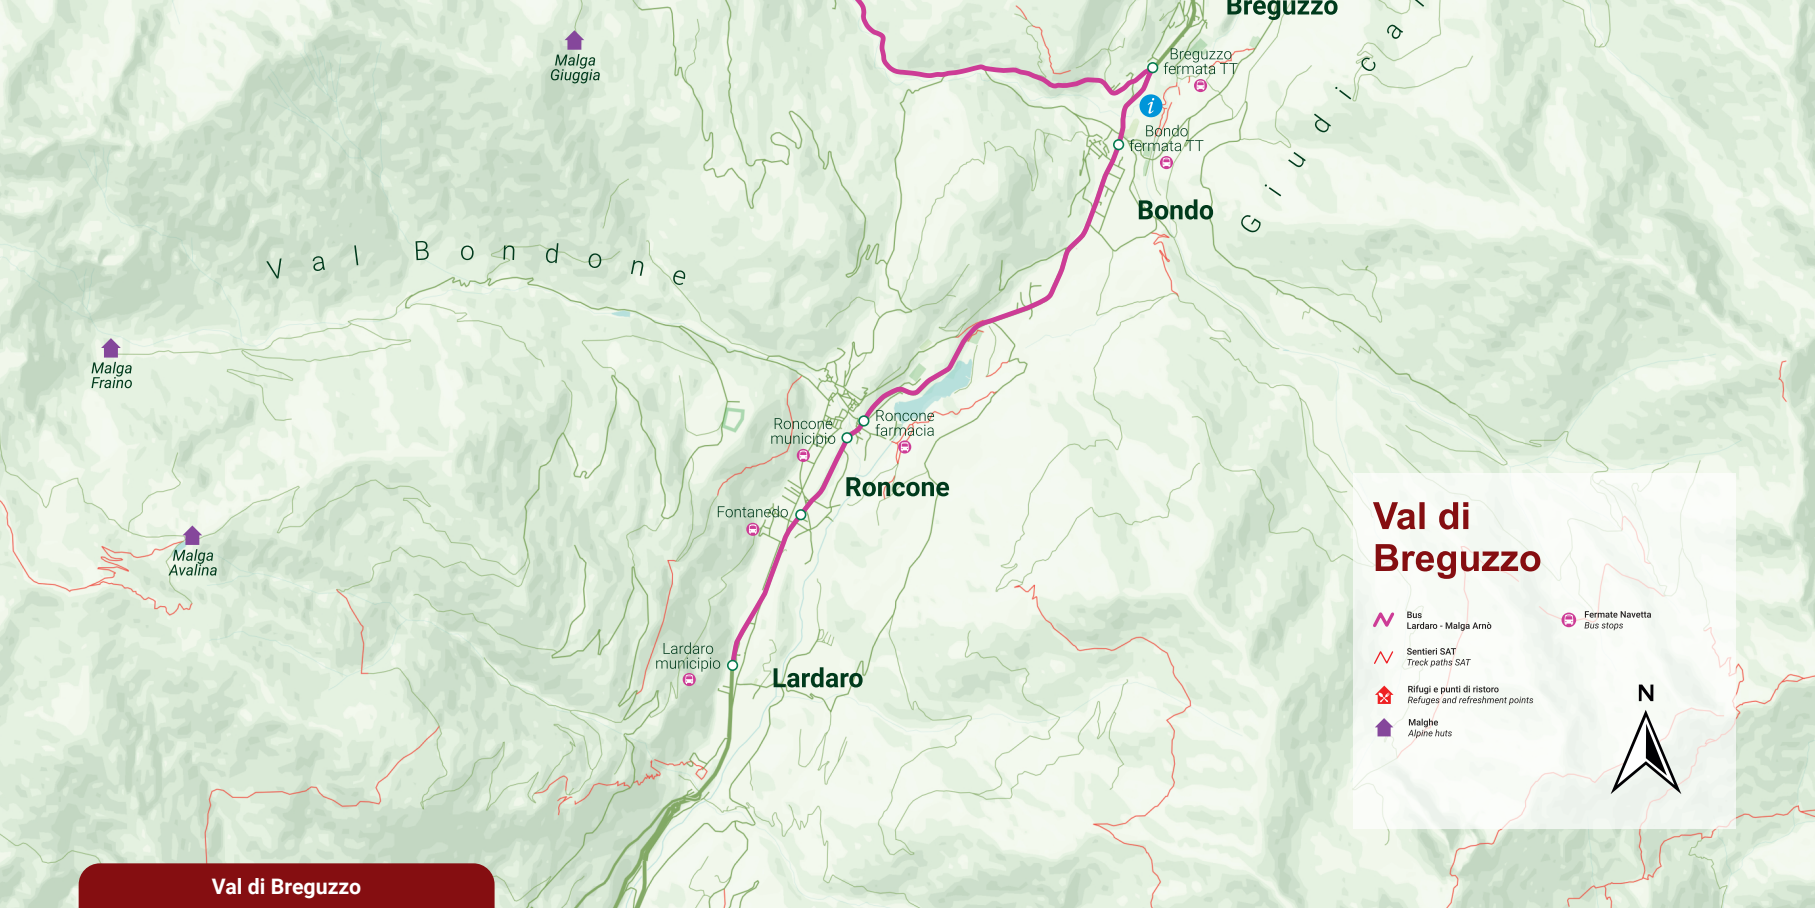 Breguzzo
Malga
Giuggia
Breguzzo
fermata TT
i
Bondo
fermata TT
Bondo
Giudicar
Val Bondone
Malga
Fraino
Roncone
municipio
Roncone
farmacia
Roncone
Fontanedo
Malga
Avalina
Lardaro
municipio
Lardaro
Val di
Breguzzo
Bus
Lardaro - Malga Arnò
Fermate Navetta
Bus stops
Sentieri SAT
Treck paths SAT
Rifugi e punti di ristoro
Refuges and refreshment points
Malghe
Alpine huts
N
Val di Breguzzo